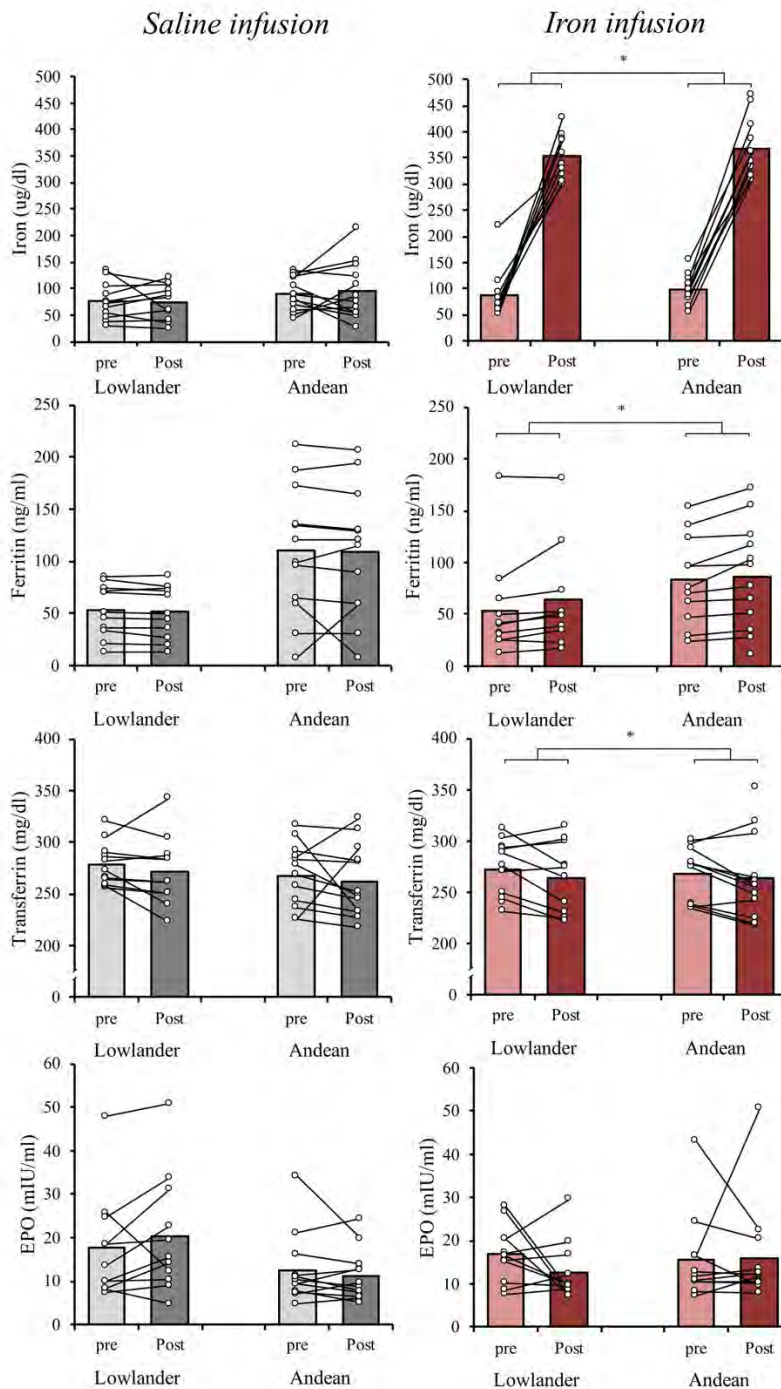 Saline infusion
Iron infusion
Iron (ug/dl)
500
450
400
350
300
250
200
150
100
50
0
pre Post pre Post
Lowlander Andean
Iron (ug/dl)
*
500
450
400
350
300
250
200
150
100
50
0
pre Post pre Post
Lowlander Andean
Ferritin (ng/ml)
250
200
150
100
50
0
pre Post pre Post
Lowlander Andean
Ferritin (ng/ml)
*
250
200
150
100
50
0
pre Post pre Post
Lowlander Andean
Transferrin (mg/dl)
400
350
300
250
200
0
pre Post pre Post
Lowlander Andean
Transferrin (mg/dl)
*
400
350
300
250
200
0
pre Post pre Post
Lowlander Andean
EPO (mIU/ml)
60
50
40
30
20
10
0
pre Post pre Post
Lowlander Andean
EPO (mIU/ml)
60
50
40
30
20
10
0
pre Post pre Post
Lowlander Andean